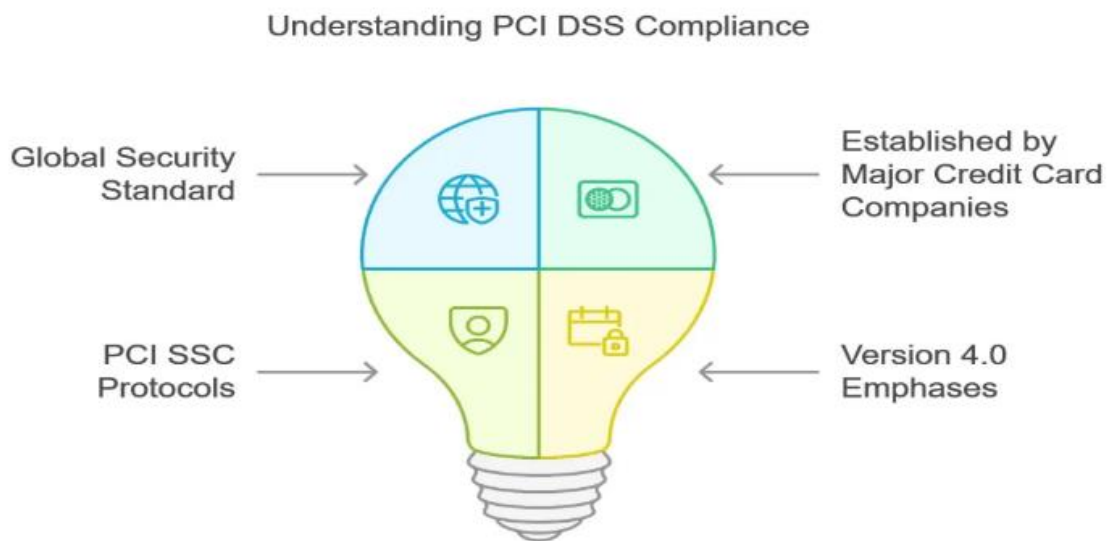 Understanding PCI DSS Compliance
Global Security
Standard
Established by
Major Credit Card
Companies
PCI SSC
Protocols
Version 4.0
Emphases